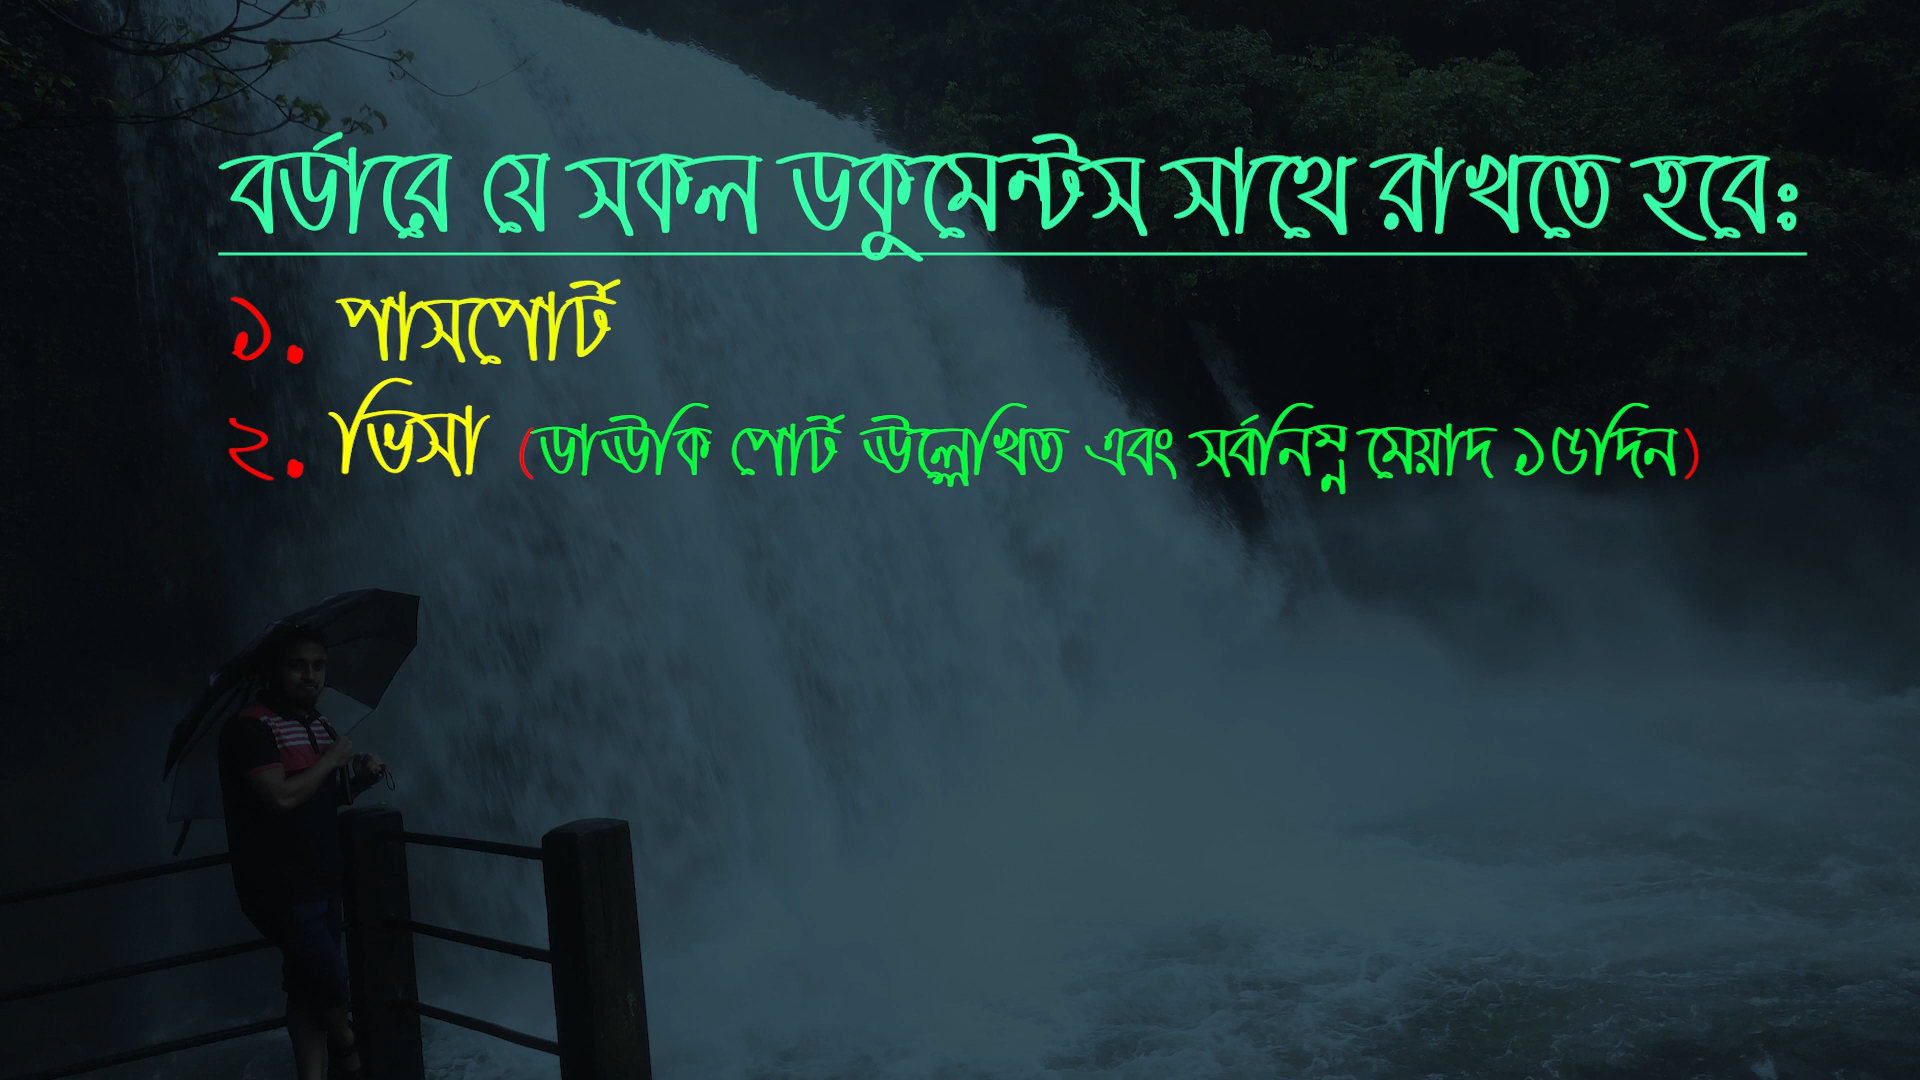 বর্ডারে যে সকল ডকুমেন্টস সাথে রাখতে হবেঃ
১. পাসপোর্ট
২. ভিসা (ডাউকি পোর্ট উল্লেখিত এবং সর্বনিম্ন মেয়াদ ১৫দিন)